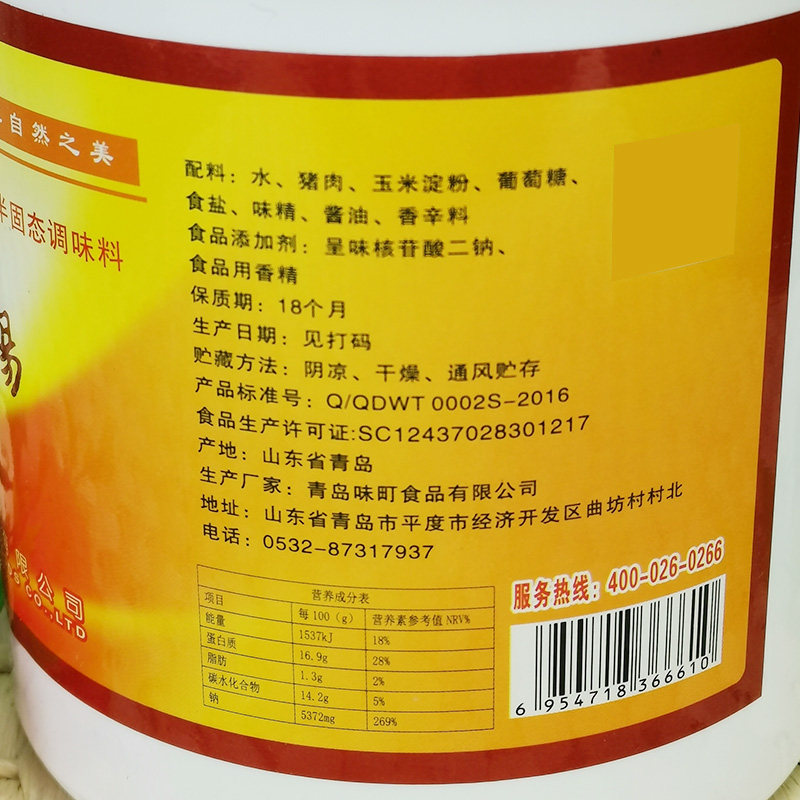 自然之美
半固态调味料
汤
限公司
CO.,LTD
配料：水、猪肉、玉米淀粉、葡萄糖、
食盐、味精、酱油、香辛料
食品添加剂：呈味核苷酸二钠、
食品用香精
保质期：18个月
生产日期：见打码
贮藏方法：阴凉、干燥、通风贮存
产品标准号：Q/QDWT 0002S-2016
食品生产许可证:SC12437028301217
产地：山东省青岛
生产厂家：青岛味町食品有限公司
地址：山东省青岛市平度市经济开发区曲坊村村北
电话：0532-87317937
营养成分表
项目 每100（g） 营养素参考值 NRV%
能量 1537kJ 18%
蛋白质 16.9g 28%
脂肪 1.3g 2%
碳水化合物 14.2g 5%
钠 5372mg 269%
服务热线：400-026-0266
6 954718 366610